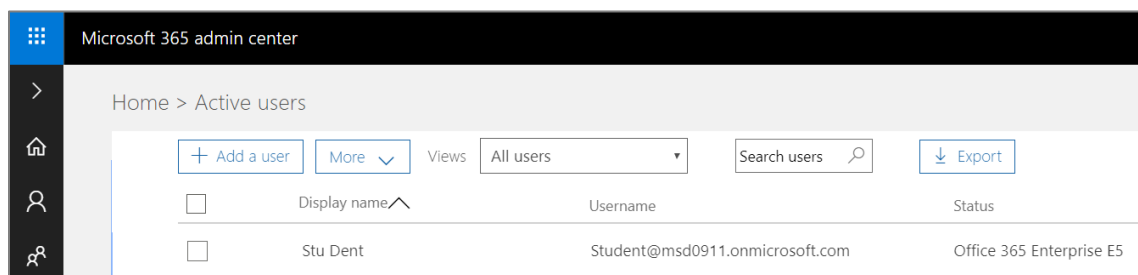 Microsoft 365 admin center
Home > Active users
+ Add a user More Views All users Search users Export
Display name Username Status
Stu Dent Student@msd0911.onmicrosoft.com Office 365 Enterprise E5